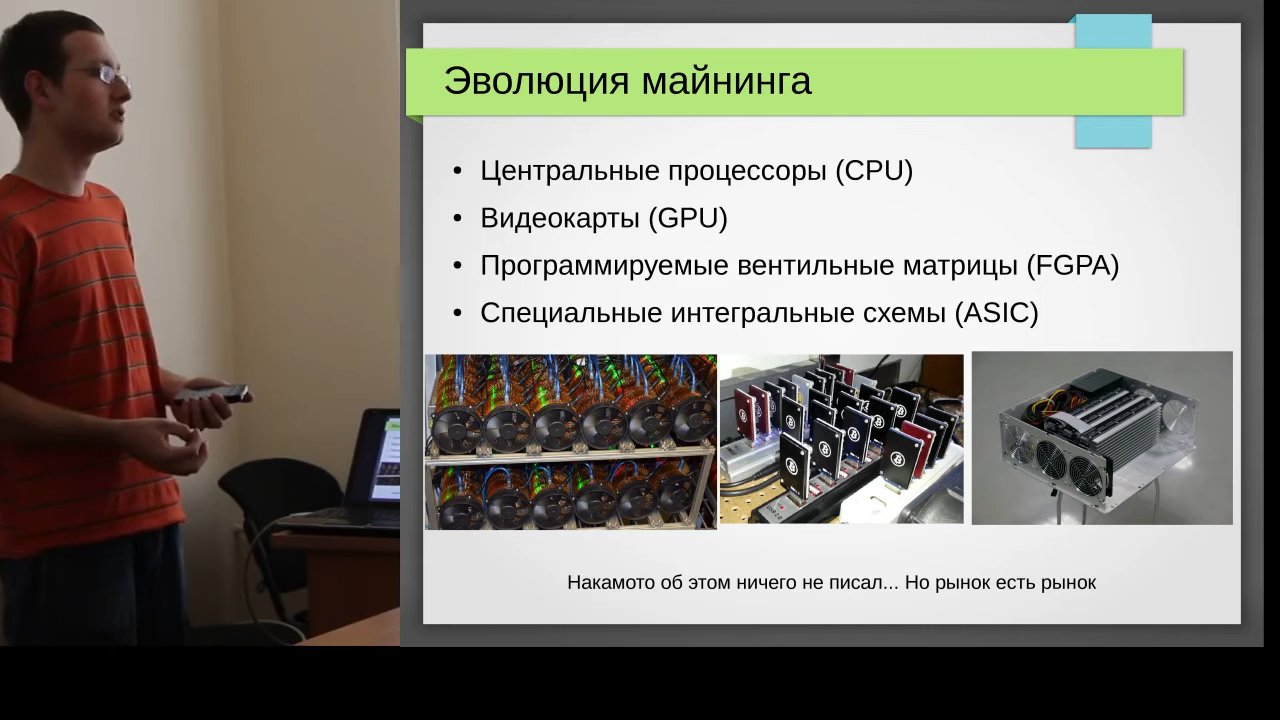 Эволюция майнинга
• Центральные процессоры (CPU)
• Видеокарты (GPU)
• Программируемые вентильные матрицы (FGPA)
• Специальные интегральные схемы (ASIC)
Накамото об этом ничего не писал... Но рынок есть рынок